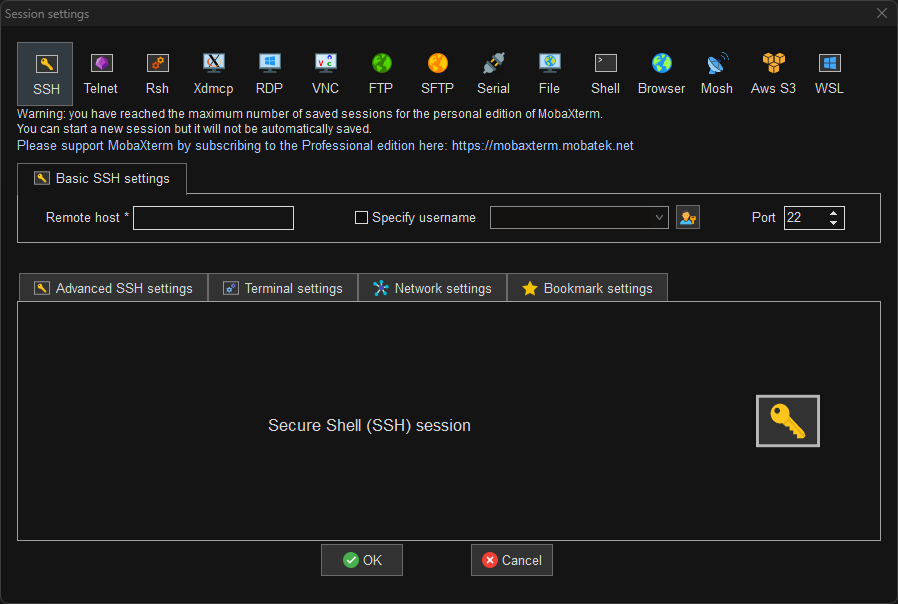 Session settings
SSH Telnet Rsh Xdmcp RDP VNC FTP SFTP Serial File Shell Browser Mosh Aws S3 WSL
Warning: you have reached the maximum number of saved sessions for the personal edition of MobaXterm.
You can start a new session but it will not be automatically saved.
Please support MobaXterm by subscribing to the Professional edition here: https://mobaxterm.mobatek.net
Basic SSH settings
Remote host * Specify username Port 22
Advanced SSH settings Terminal settings Network settings Bookmark settings
Secure Shell (SSH) session
OK Cancel